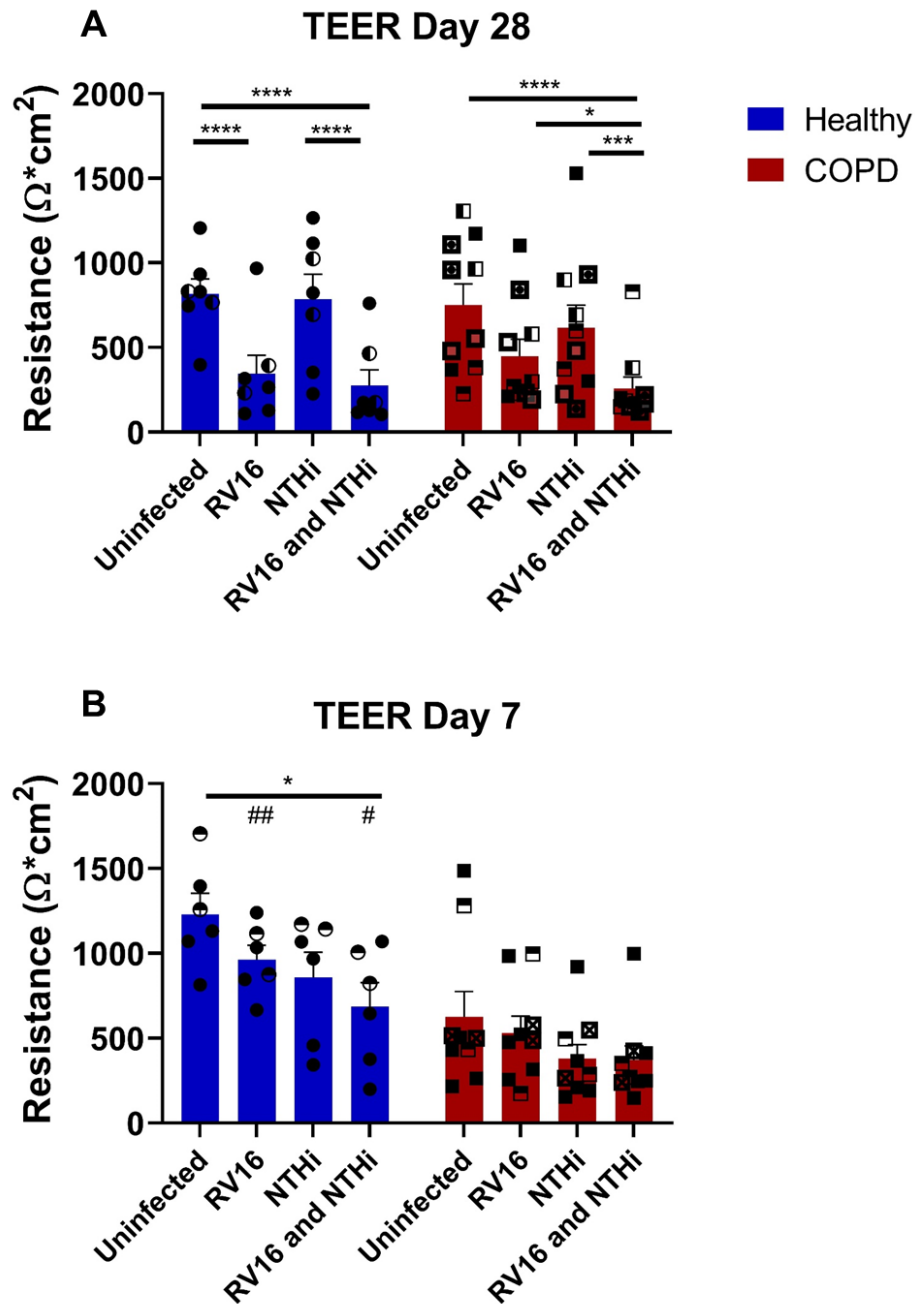 A
TEER Day 28
Resistance (Ω*cm²)
2000
1500
1000
500
0
****
****
****
****
*
***
Healthy
COPD
Uninfected
RV16
NTHi
RV16 and NTHi
Uninfected
RV16
NTHi
RV16 and NTHi
B
TEER Day 7
Resistance (Ω*cm²)
2000
1500
1000
500
0
*
##
#
Uninfected
RV16
NTHi
RV16 and NTHi
Uninfected
RV16
NTHi
RV16 and NTHi